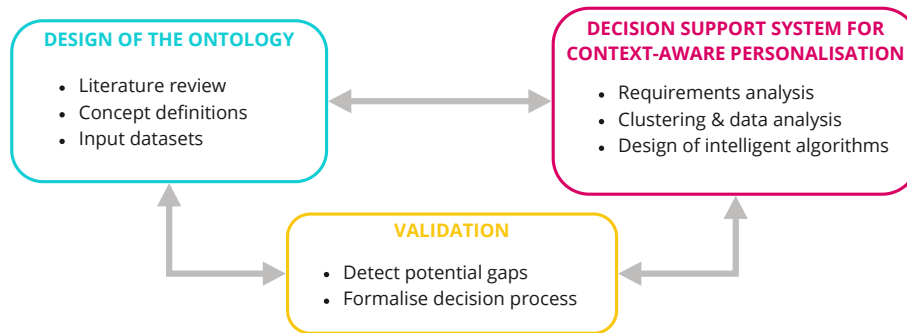 DESIGN OF THE ONTOLOGY
• Literature review
• Concept definitions
• Input datasets
DECISION SUPPORT SYSTEM FOR
CONTEXT-AWARE PERSONALISATION
• Requirements analysis
• Clustering & data analysis
• Design of intelligent algorithms
VALIDATION
• Detect potential gaps
• Formalise decision process